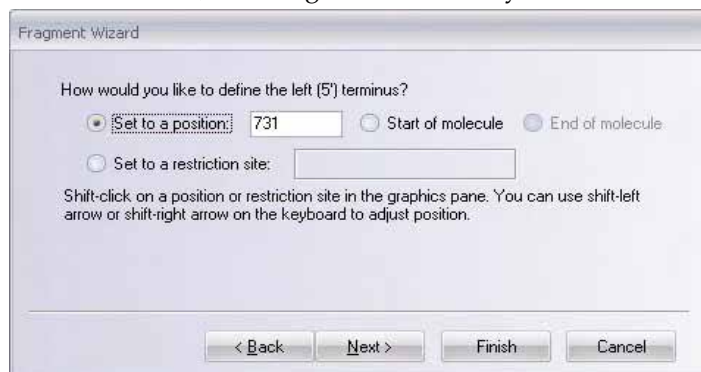 Fragment Wizard
How would you like to define the left (5') terminus?
Set to a position: 731 Start of molecule End of molecule
Set to a restriction site:
Shift-click on a position or restriction site in the graphics pane. You can use shift-left
arrow or shift-right arrow on the keyboard to adjust position.
< Back Next > Finish Cancel